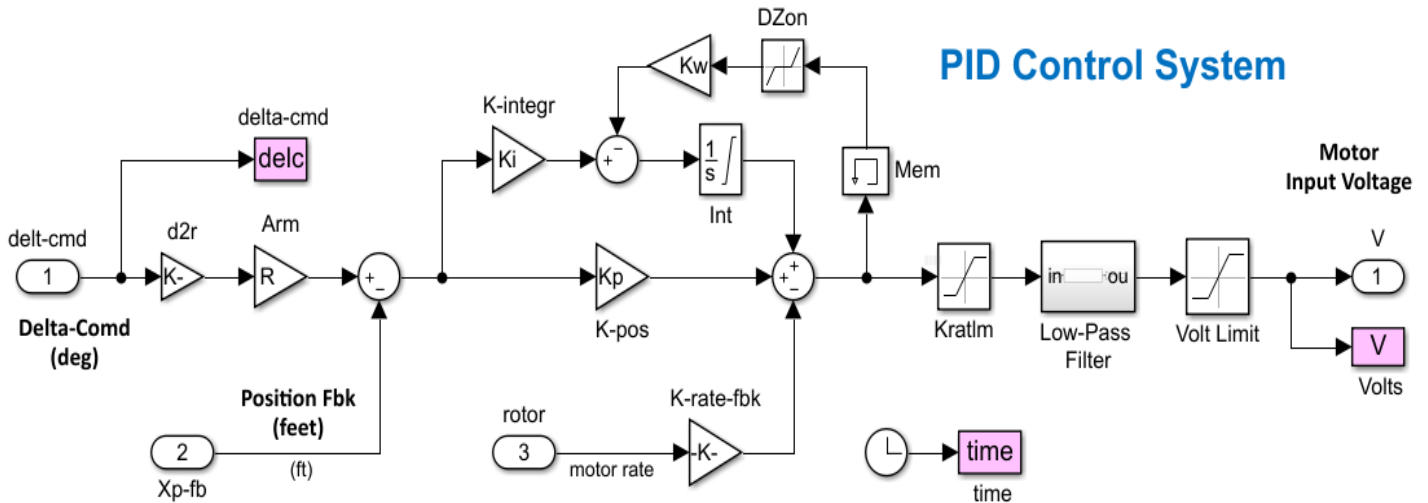 DZon
PID Control System
Kw
K-integr
delta-cmd
delc
Ki
+
−
1
s
Int
Mem
Motor
Input Voltage
delt-cmd
1
d2r
K-
Arm
R
+
−
Kp
K-pos
+
+
−
Kratlm
in
ou
Low-Pass
Filter
Volt Limit
V
1
Delta-Comd
(deg)
V
Volts
Position Fbk
(feet)
2
Xp-fb
(ft)
rotor
3
motor rate
K-rate-fbk
-K-
time
time